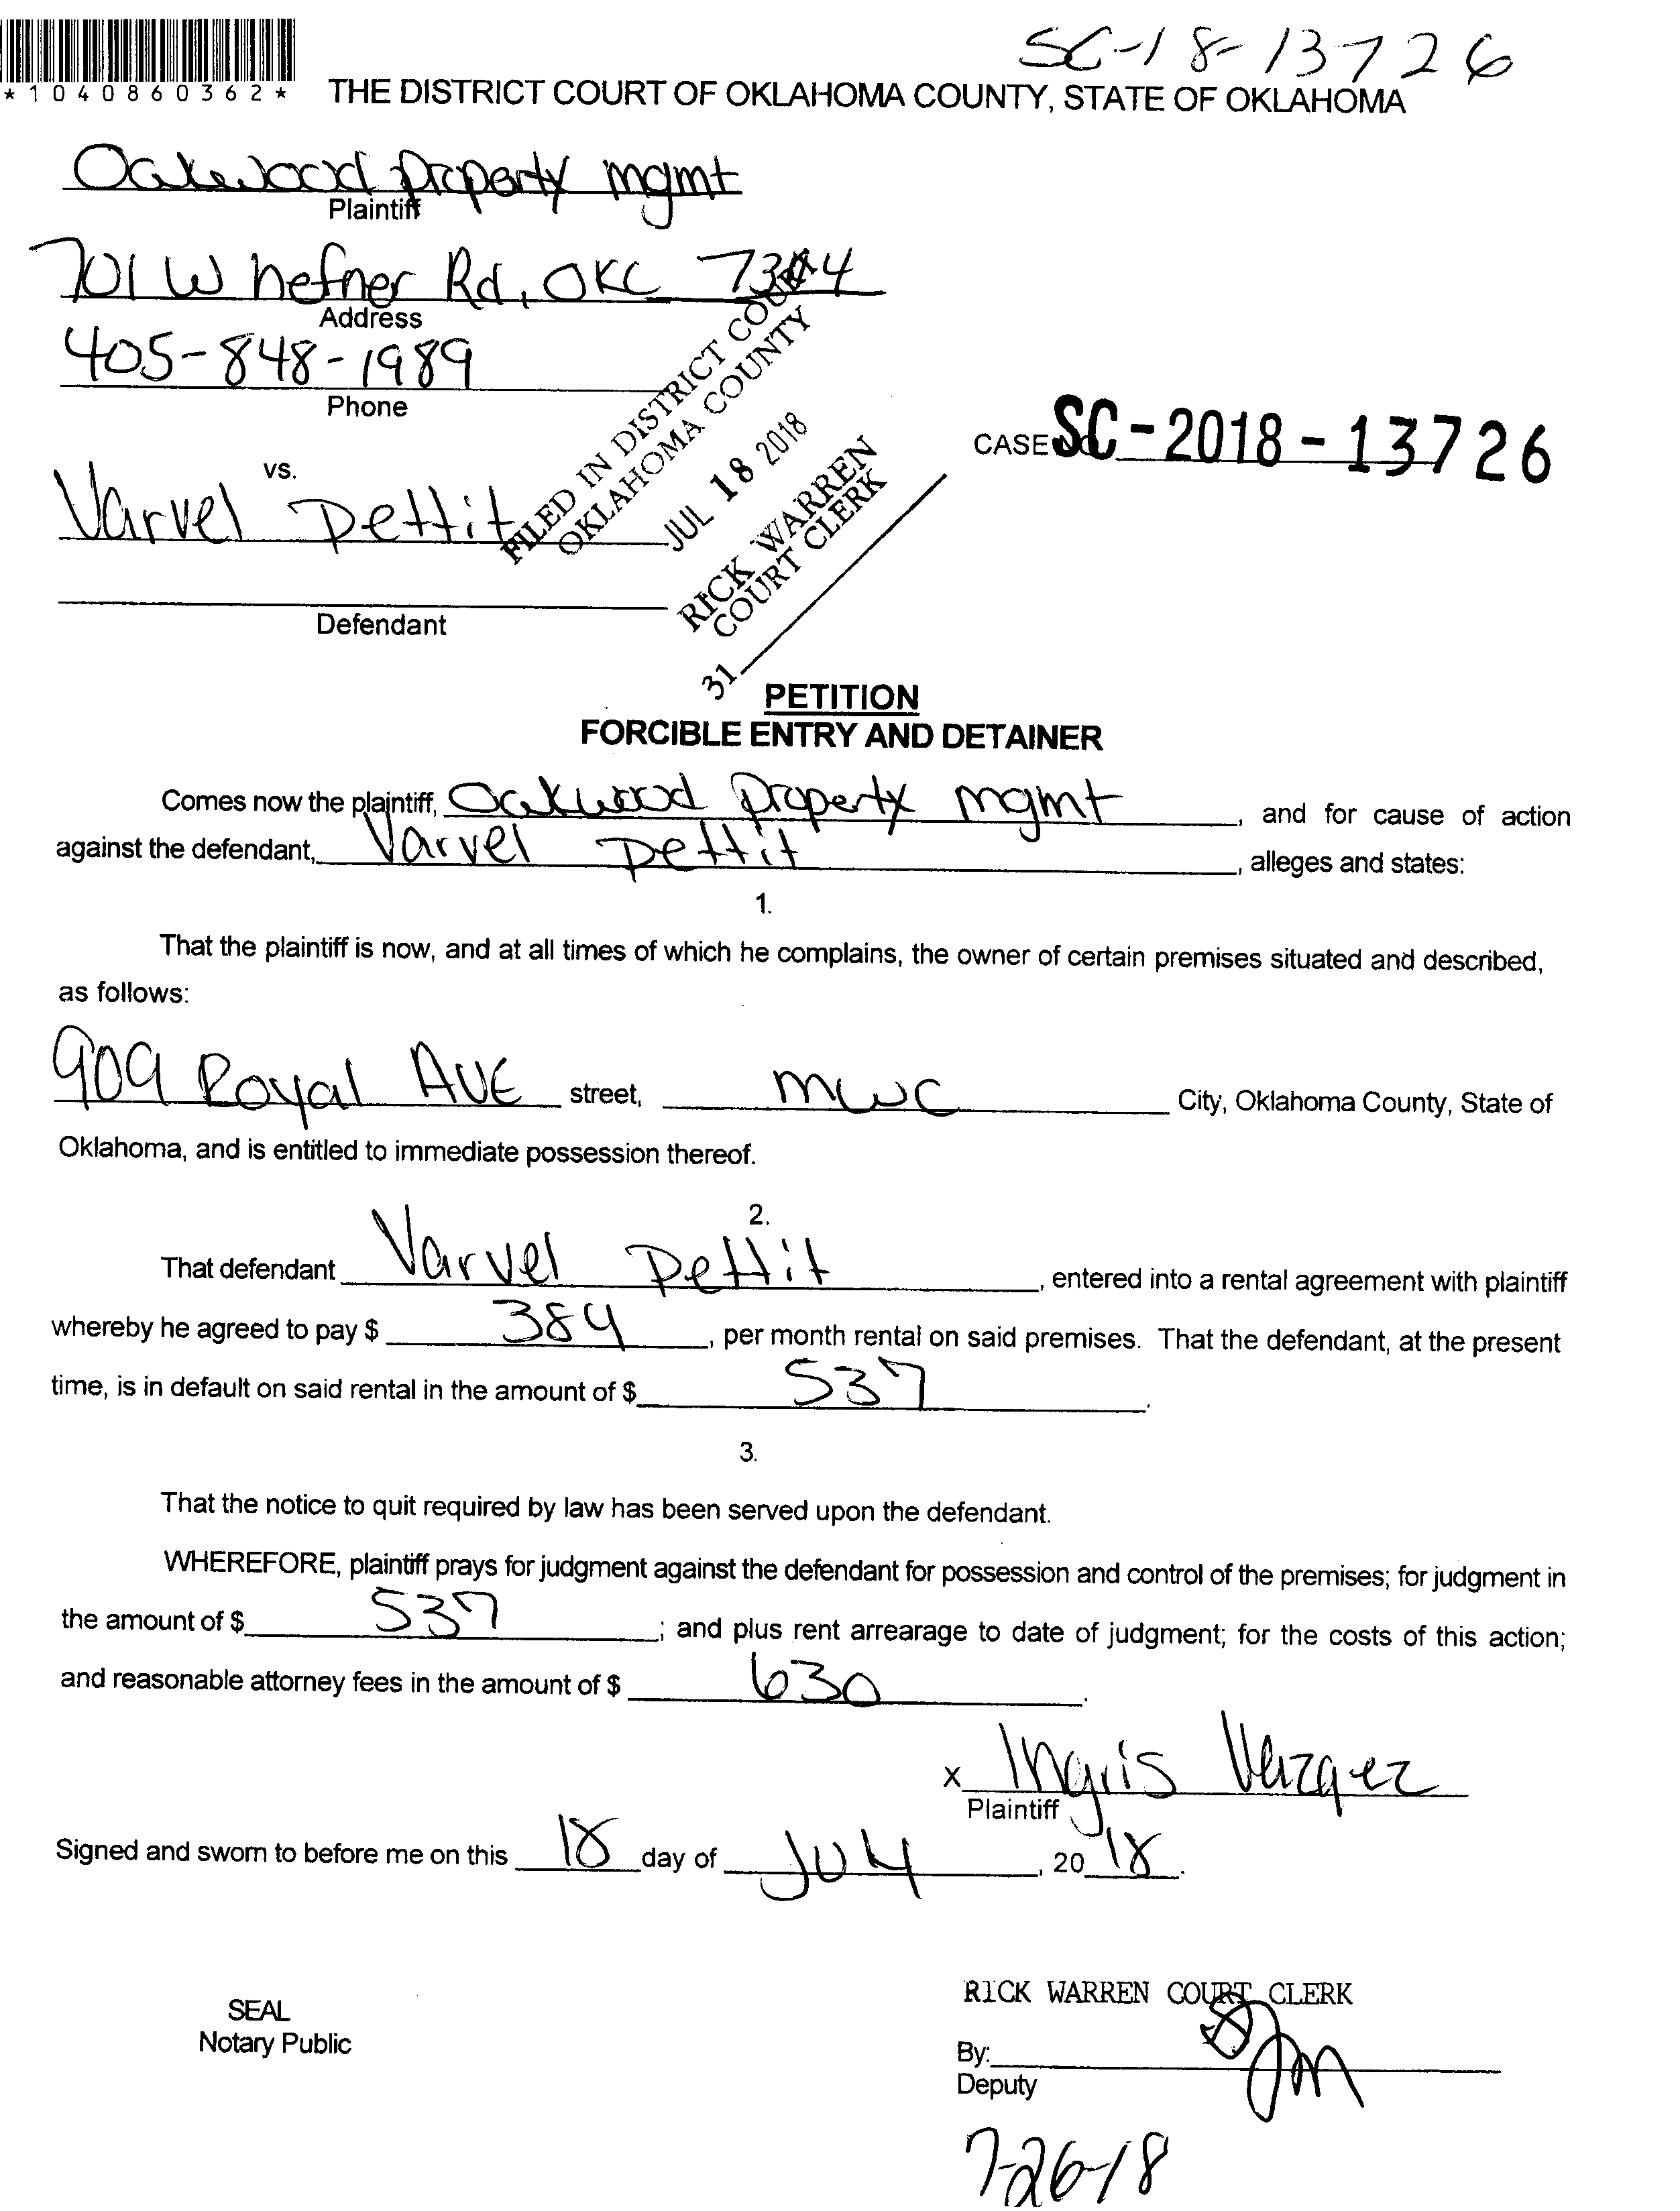 SC-18-13726
*1040860362*
THE DISTRICT COURT OF OKLAHOMA COUNTY, STATE OF OKLAHOMA
Oakwood property mgmt
Plaintiff
701 W hefner Rd, OKC
Address
405-848-1989
Phone
FILED IN DISTRICT COURT
OKLAHOMA COUNTY
JUL 18 2018
RICK WARREN
COURT CLERK
31
CASE NO. SC-2018-13726
vs.
Varvel Pettit
Defendant
PETITION
FORCIBLE ENTRY AND DETAINER
Comes now the plaintiff, Oakwood property mgmt, and for cause of action
against the defendant, Varvel Pettit, alleges and states:
1.
That the plaintiff is now, and at all times of which he complains, the owner of certain premises situated and described,
as follows:
909 Royal AVE street, mwc City, Oklahoma County, State of
Oklahoma, and is entitled to immediate possession thereof.
2.
That defendant Varvel Pettit, entered into a rental agreement with plaintiff
whereby he agreed to pay $ 384, per month rental on said premises. That the defendant, at the present
time, is in default on said rental in the amount of $ 537.
3.
That the notice to quit required by law has been served upon the defendant.
WHEREFORE, plaintiff prays for judgment against the defendant for possession and control of the premises; for judgment in
the amount of $ 537; and plus rent arrearage to date of judgment; for the costs of this action;
and reasonable attorney fees in the amount of $ 630.
x Ingris Vazquez
Plaintiff
Signed and sworn to before me on this 18 day of July, 20 18.
RICK WARREN COURT CLERK
SEAL
Notary Public
By:
Deputy
7-26-18